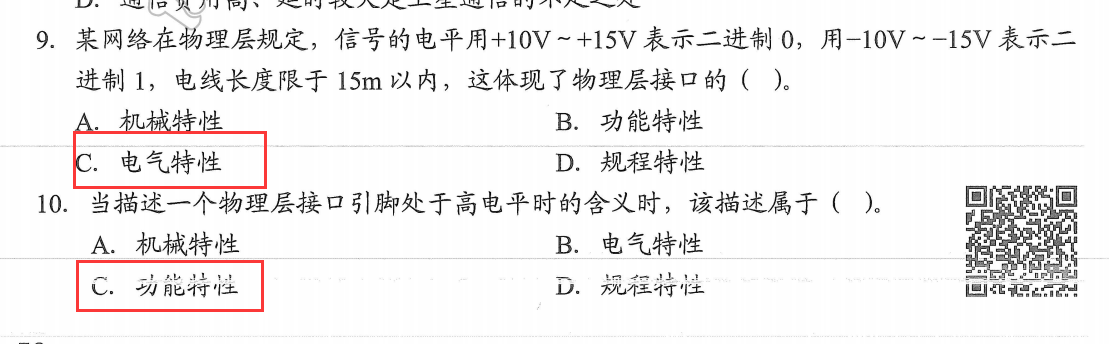 9. 某网络在物理层规定，信号的电平用+10V～+15V 表示二进制 0，用−10V～−15V 表示二
进制 1，电线长度限于 15m 以内，这体现了物理层接口的（ ）。
A. 机械特性 B. 功能特性
C. 电气特性 D. 规程特性
10. 当描述一个物理层接口引脚处于高电平时的含义时，该描述属于（ ）。
A. 机械特性 B. 电气特性
C. 功能特性 D. 规程特性